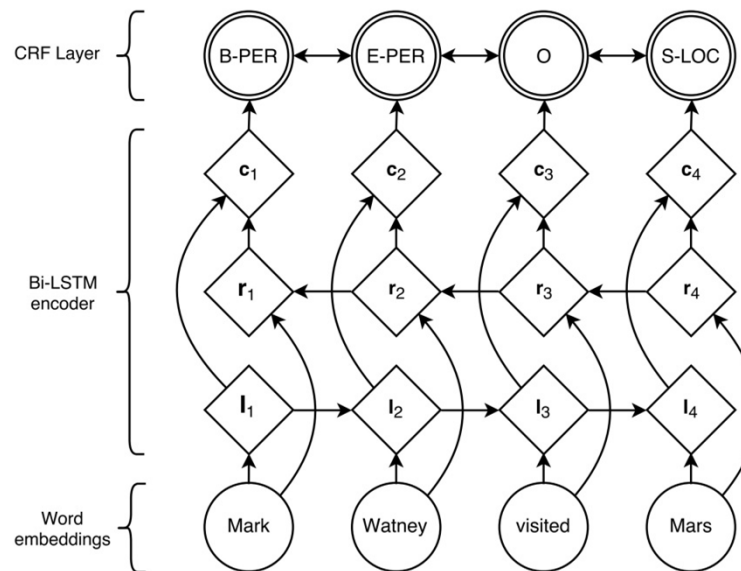 CRF Layer
B-PER E-PER O S-LOC
c₁ c₂ c₃ c₄
Bi-LSTM
encoder
r₁ r₂ r₃ r₄
l₁ l₂ l₃ l₄
Word
embeddings
Mark Watney visited Mars